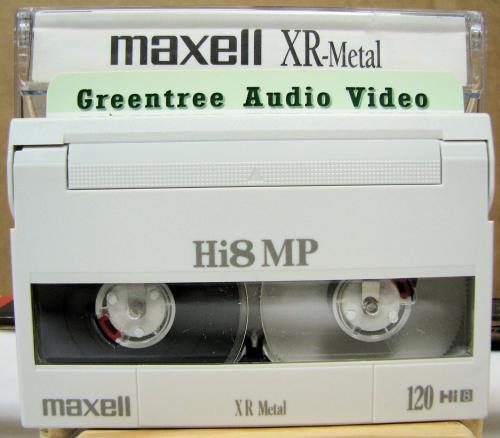 maxell XR-Metal
Greentree Audio Video
Hi8 MP
maxell XR Metal 120 Hi8